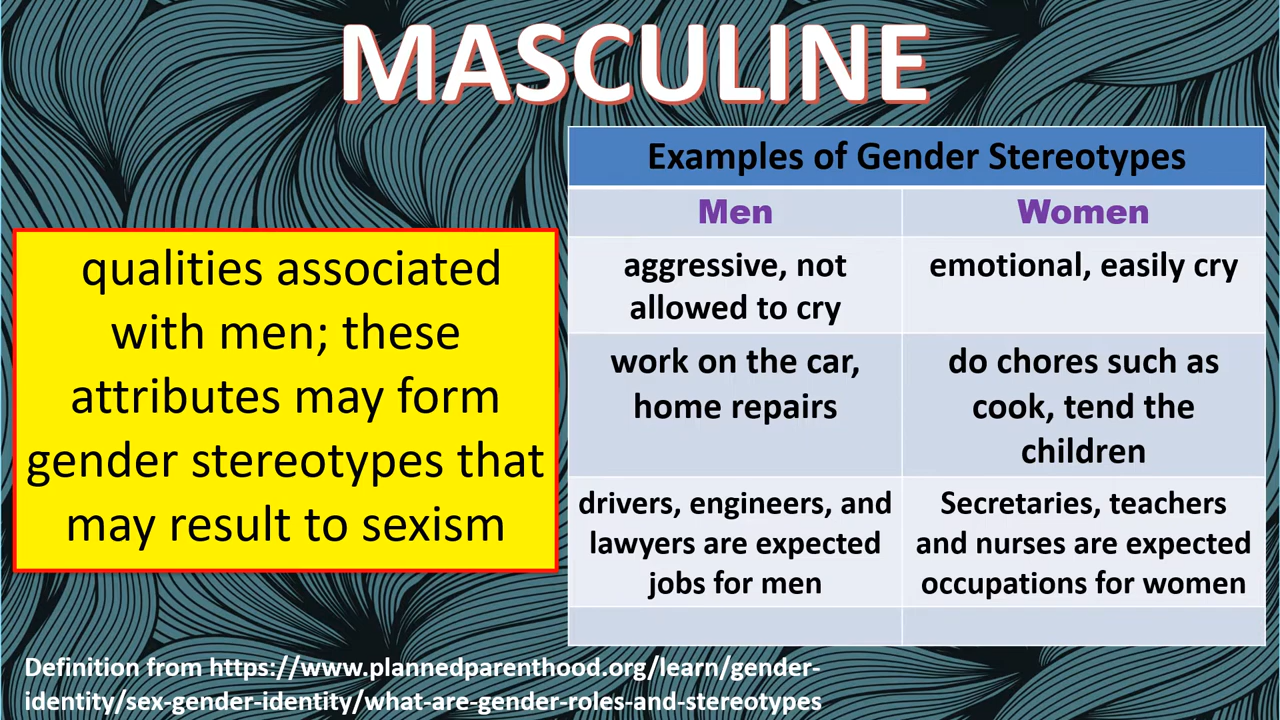 MASCULINE
qualities associated
with men; these
attributes may form
gender stereotypes that
may result to sexism
Examples of Gender Stereotypes
Men
Women
aggressive, not
allowed to cry
emotional, easily cry
work on the car,
home repairs
do chores such as
cook, tend the
children
drivers, engineers, and
lawyers are expected
jobs for men
Secretaries, teachers
and nurses are expected
occupations for women
Definition from https://www.plannedparenthood.org/learn/gender-
identity/sex-gender-identity/what-are-gender-roles-and-stereotypes